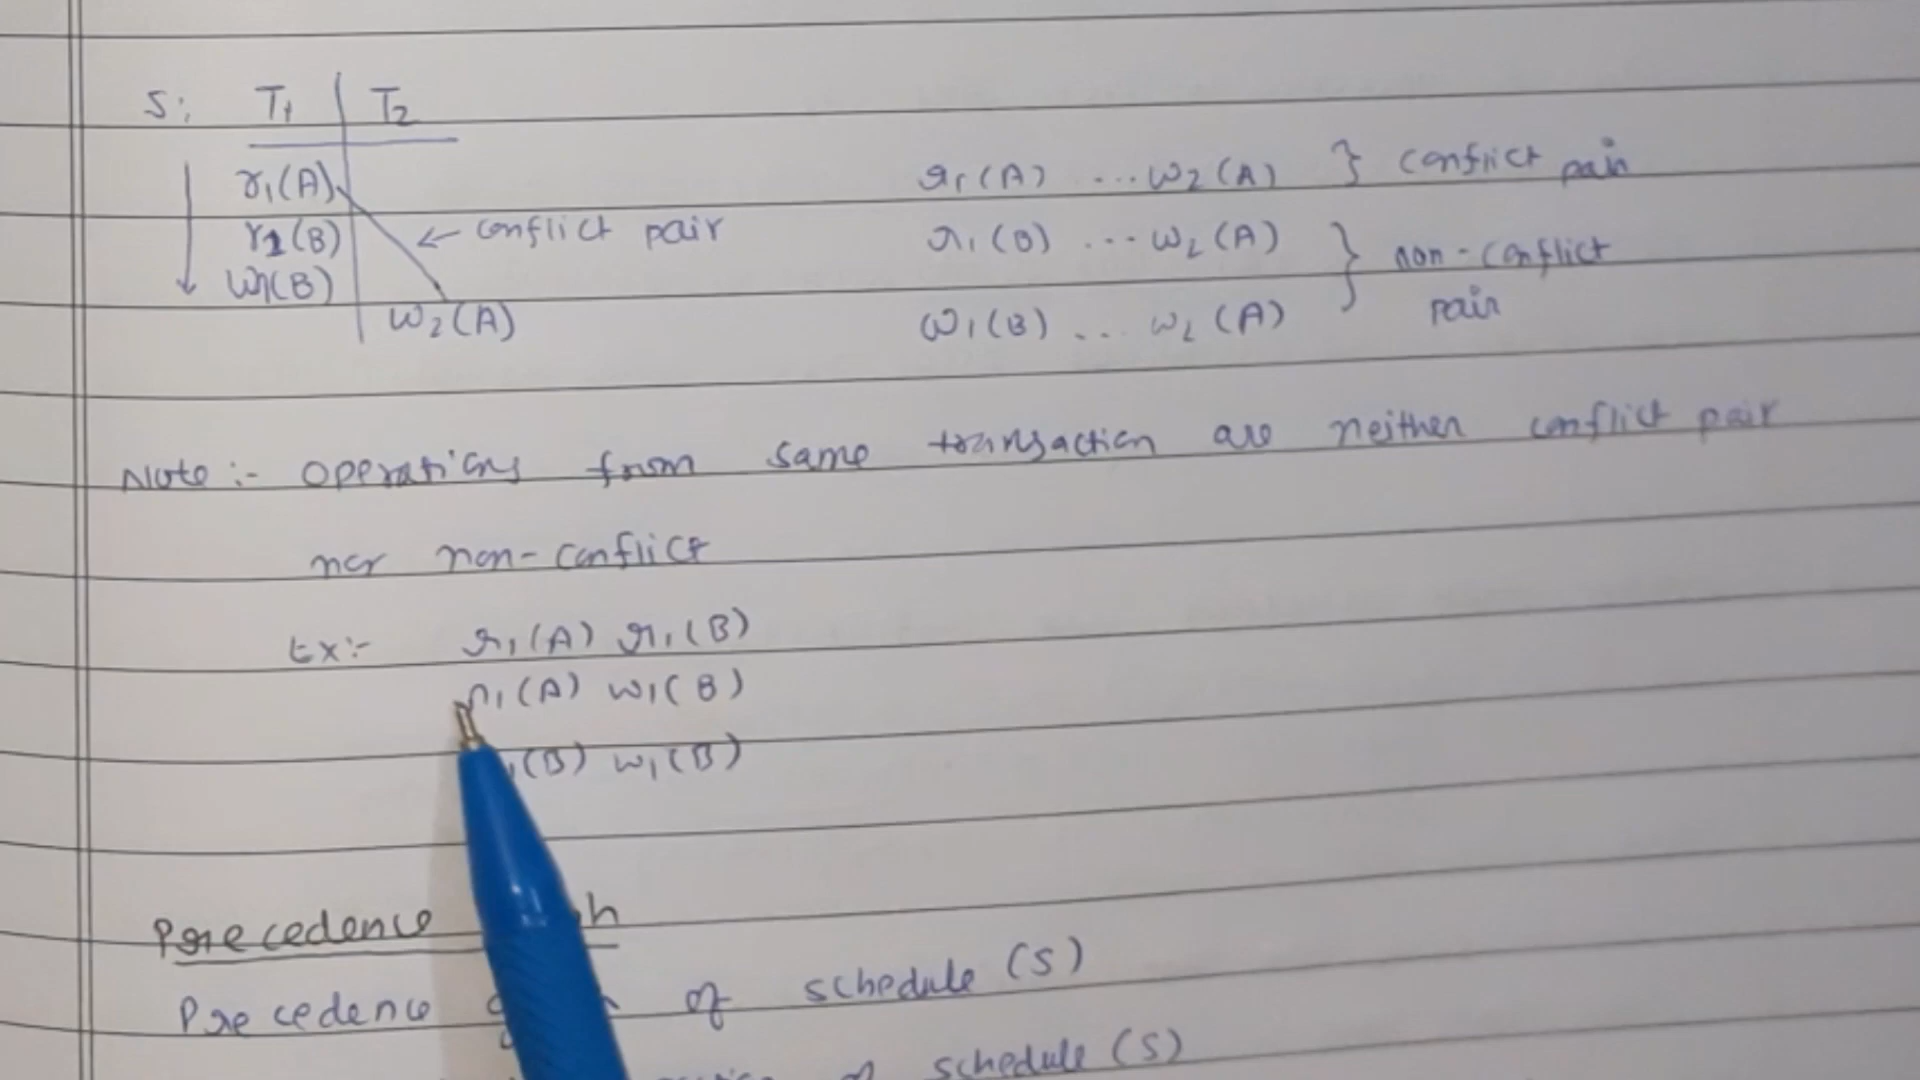 S: T1 | T2
r1(A)
r1(B) ← conflict pair
W1(B)
W2(A)
r1(A) ... W2(A) } conflict pair
r1(B) ... W2(A) } non-conflict
W1(B) ... W2(A) pair
Note :- Operations from same transaction are neither conflict pair
nor non-conflict
Ex:- r1(A) r1(B)
r1(A) W1(B)
1(B) W1(B)
Precedence h
Precedence of schedule (S)
schedule (S)